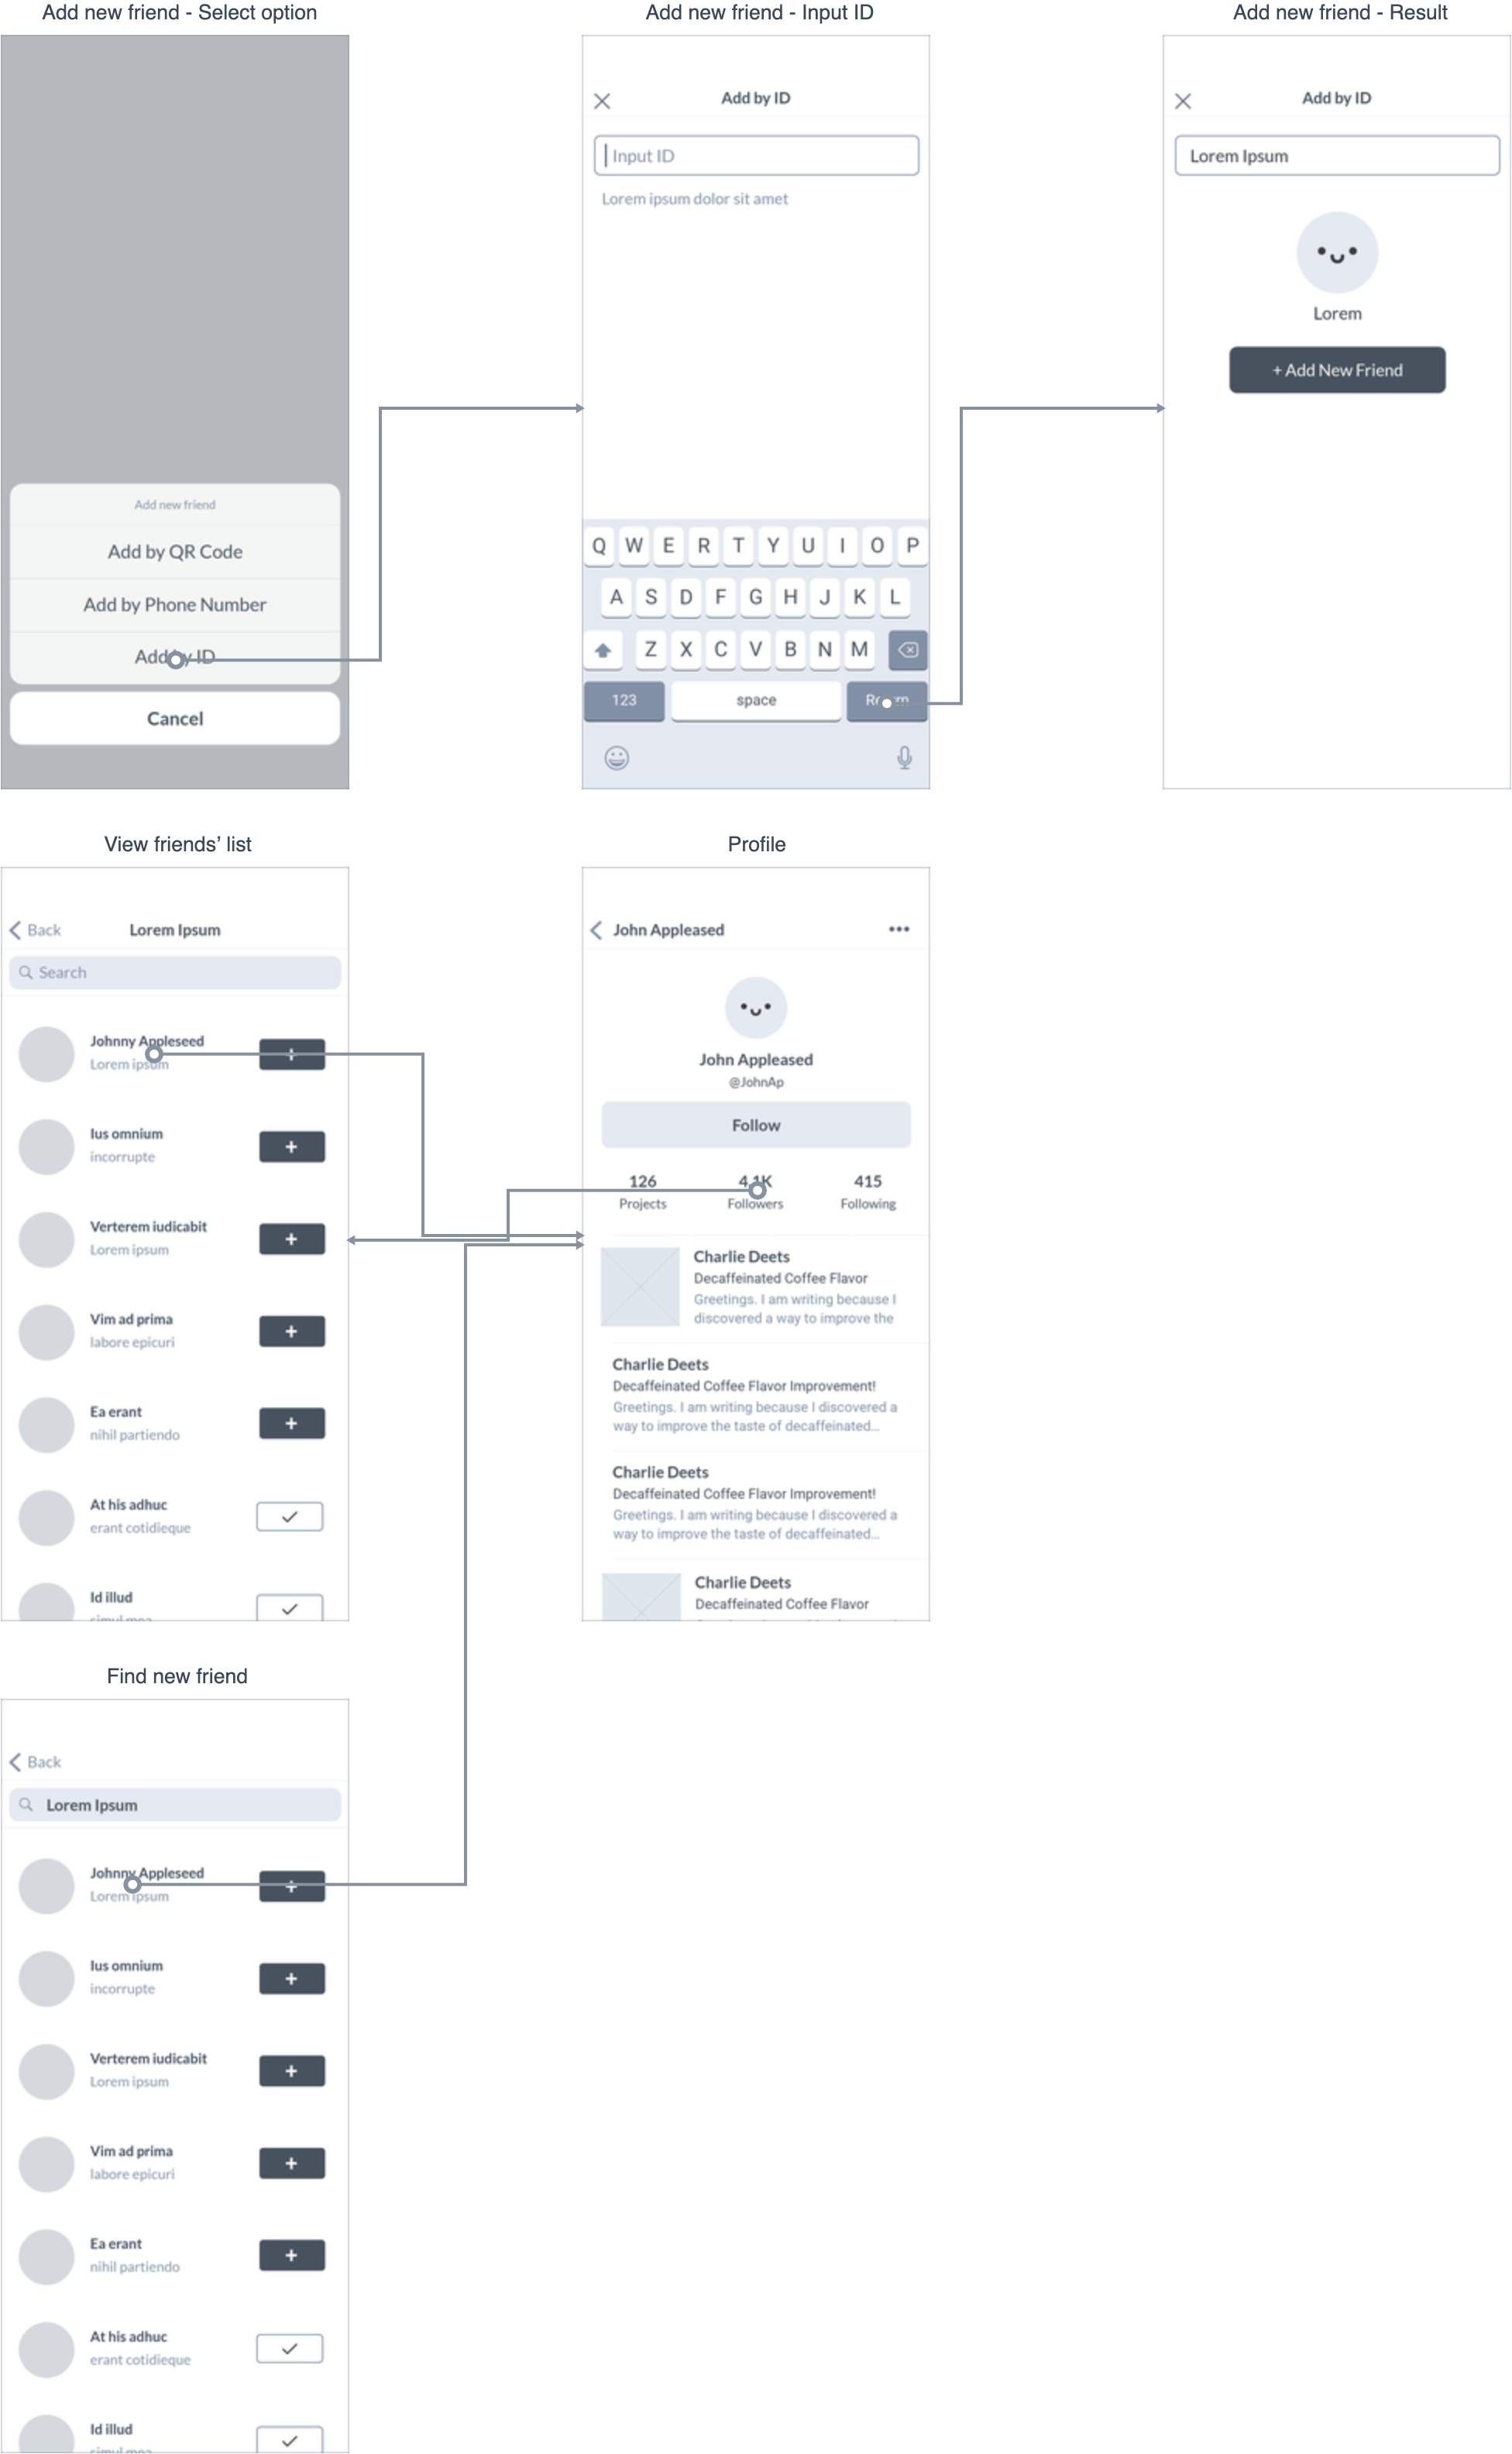 Add new friend - Select option
Add new friend
Add by QR Code
Add by Phone Number
Add by ID
Cancel
Add new friend - Input ID
Add by ID
Input ID
Lorem ipsum dolor sit amet
Q W E R T Y U I O P
A S D F G H J K L
Z X C V B N M
123 space Return
Add new friend - Result
Add by ID
Lorem Ipsum
Lorem
+ Add New Friend
View friends’ list
Back Lorem Ipsum
Search
Johnny Appleseed
Lorem ipsum
+
Ius omnium
incorrupte
+
Verterem iudicabit
Lorem ipsum
+
Vim ad prima
labore epicuri
+
Ea erant
nihil partiendo
+
At his adhuc
erant cotidieque
Id illud
Profile
John Appleased
John Appleased
@JohnAp
Follow
126 4.1K 415
Projects Followers Following
Charlie Deets
Decaffeinated Coffee Flavor
Greetings. I am writing because I
discovered a way to improve the
Charlie Deets
Decaffeinated Coffee Flavor Improvement!
Greetings. I am writing because I discovered a
way to improve the taste of decaffeinated...
Charlie Deets
Decaffeinated Coffee Flavor Improvement!
Greetings. I am writing because I discovered a
way to improve the taste of decaffeinated...
Charlie Deets
Decaffeinated Coffee Flavor
Find new friend
Back
Lorem Ipsum
Johnny Appleseed
Lorem ipsum
+
Ius omnium
incorrupte
+
Verterem iudicabit
Lorem ipsum
+
Vim ad prima
labore epicuri
+
Ea erant
nihil partiendo
+
At his adhuc
erant cotidieque
Id illud